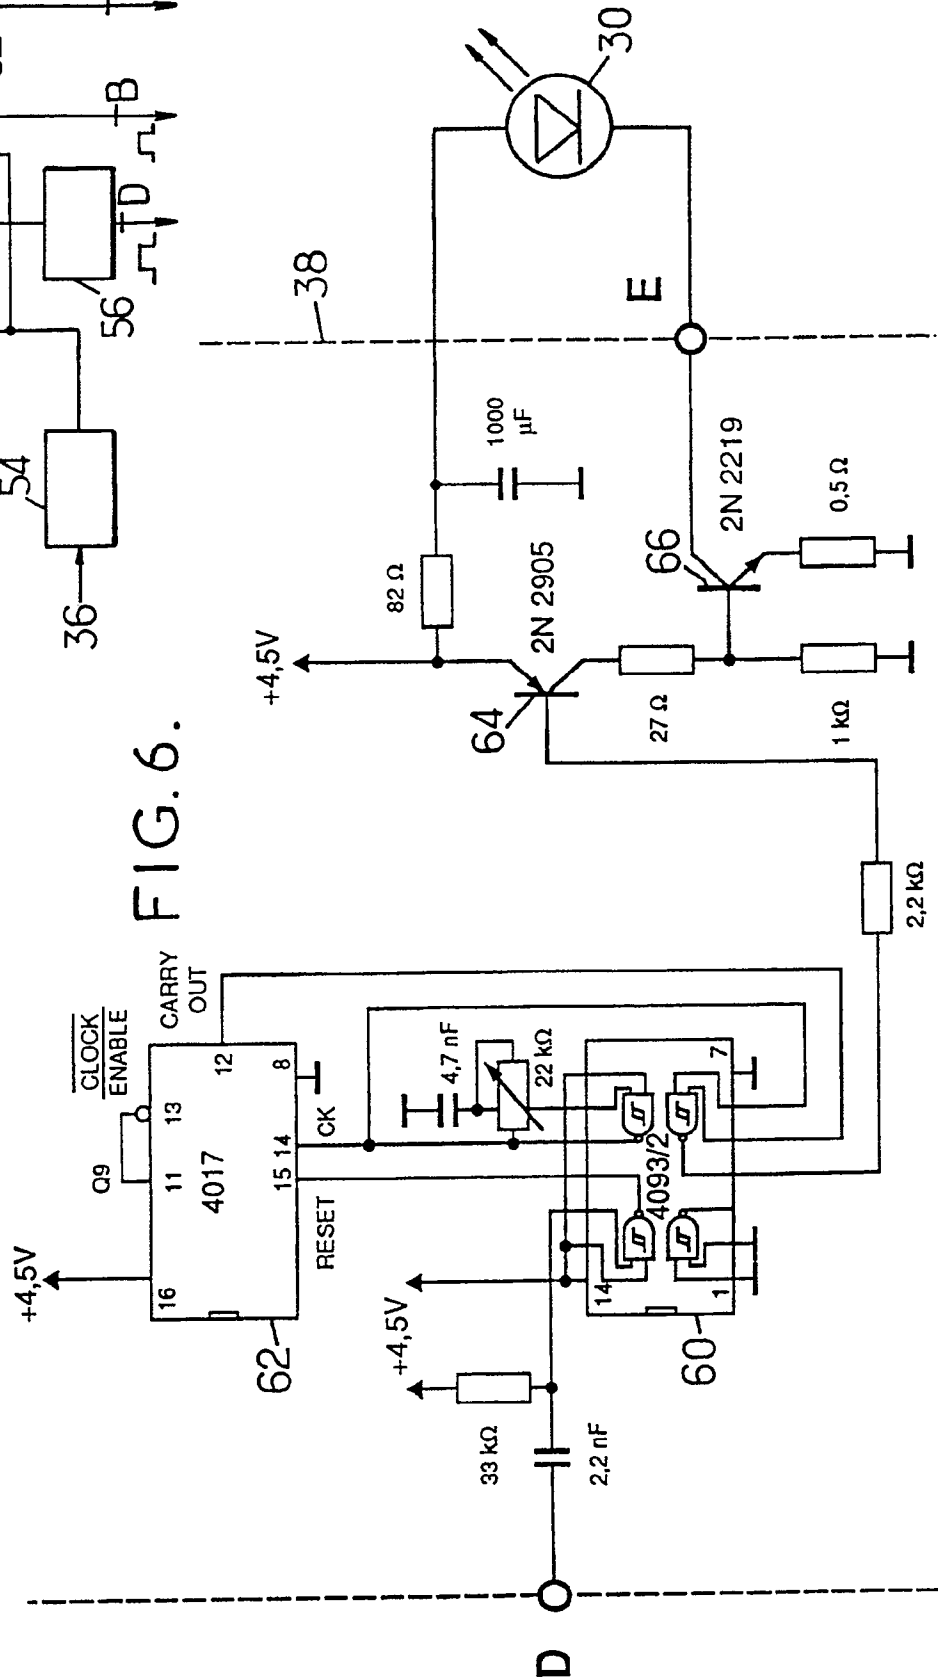 36
54
56
D
B
FIG. 6.
+4,5V
Q9
CLOCK
ENABLE
CARRY
OUT
16
11
13
12
4017
15
14
8
62
RESET
CK
+4,5V
33 kΩ
2,2 nF
D
4,7 nF
22 kΩ
14
4093/2
1
7
60
2,2 kΩ
+4,5V
64
2N 2905
82 Ω
1000
µF
27 Ω
1 kΩ
66
2N 2219
0,5 Ω
38
E
30